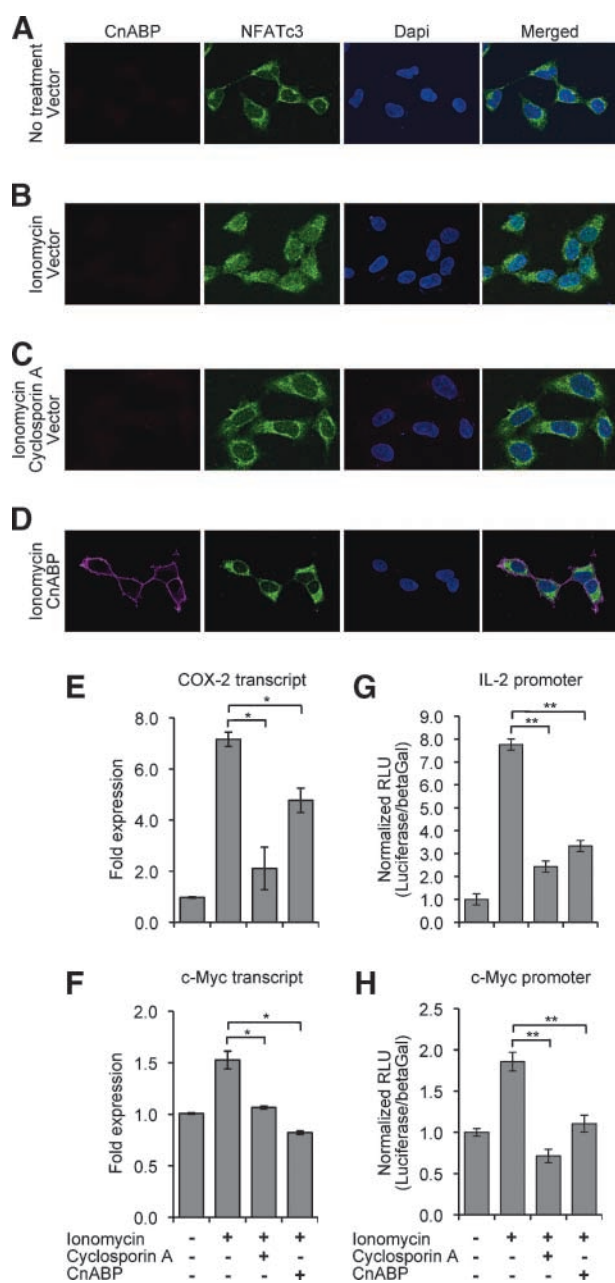 A
CnABP NFATc3 Dapi Merged
No treatment
Vector
B
Ionomycin
Vector
C
Ionomycin
Cyclosporin A
Vector
D
Ionomycin
CnABP
E
COX-2 transcript
Fold expression
8.0
6.0
4.0
2.0
0.0
*
*
G
IL-2 promoter
Normalized RLU
(Luciferase/betaGal)
9.0
8.0
7.0
6.0
5.0
4.0
3.0
2.0
1.0
0.0
**
**
F
c-Myc transcript
Fold expression
2.0
1.5
1.0
0.5
0.0
*
*
H
c-Myc promoter
Normalized RLU
(Luciferase/betaGal)
2.5
2.0
1.5
1.0
0.5
0.0
**
**
Ionomycin - + + + - + + +
Cyclosporin A - - + - - - + -
CnABP - - - + - - - +